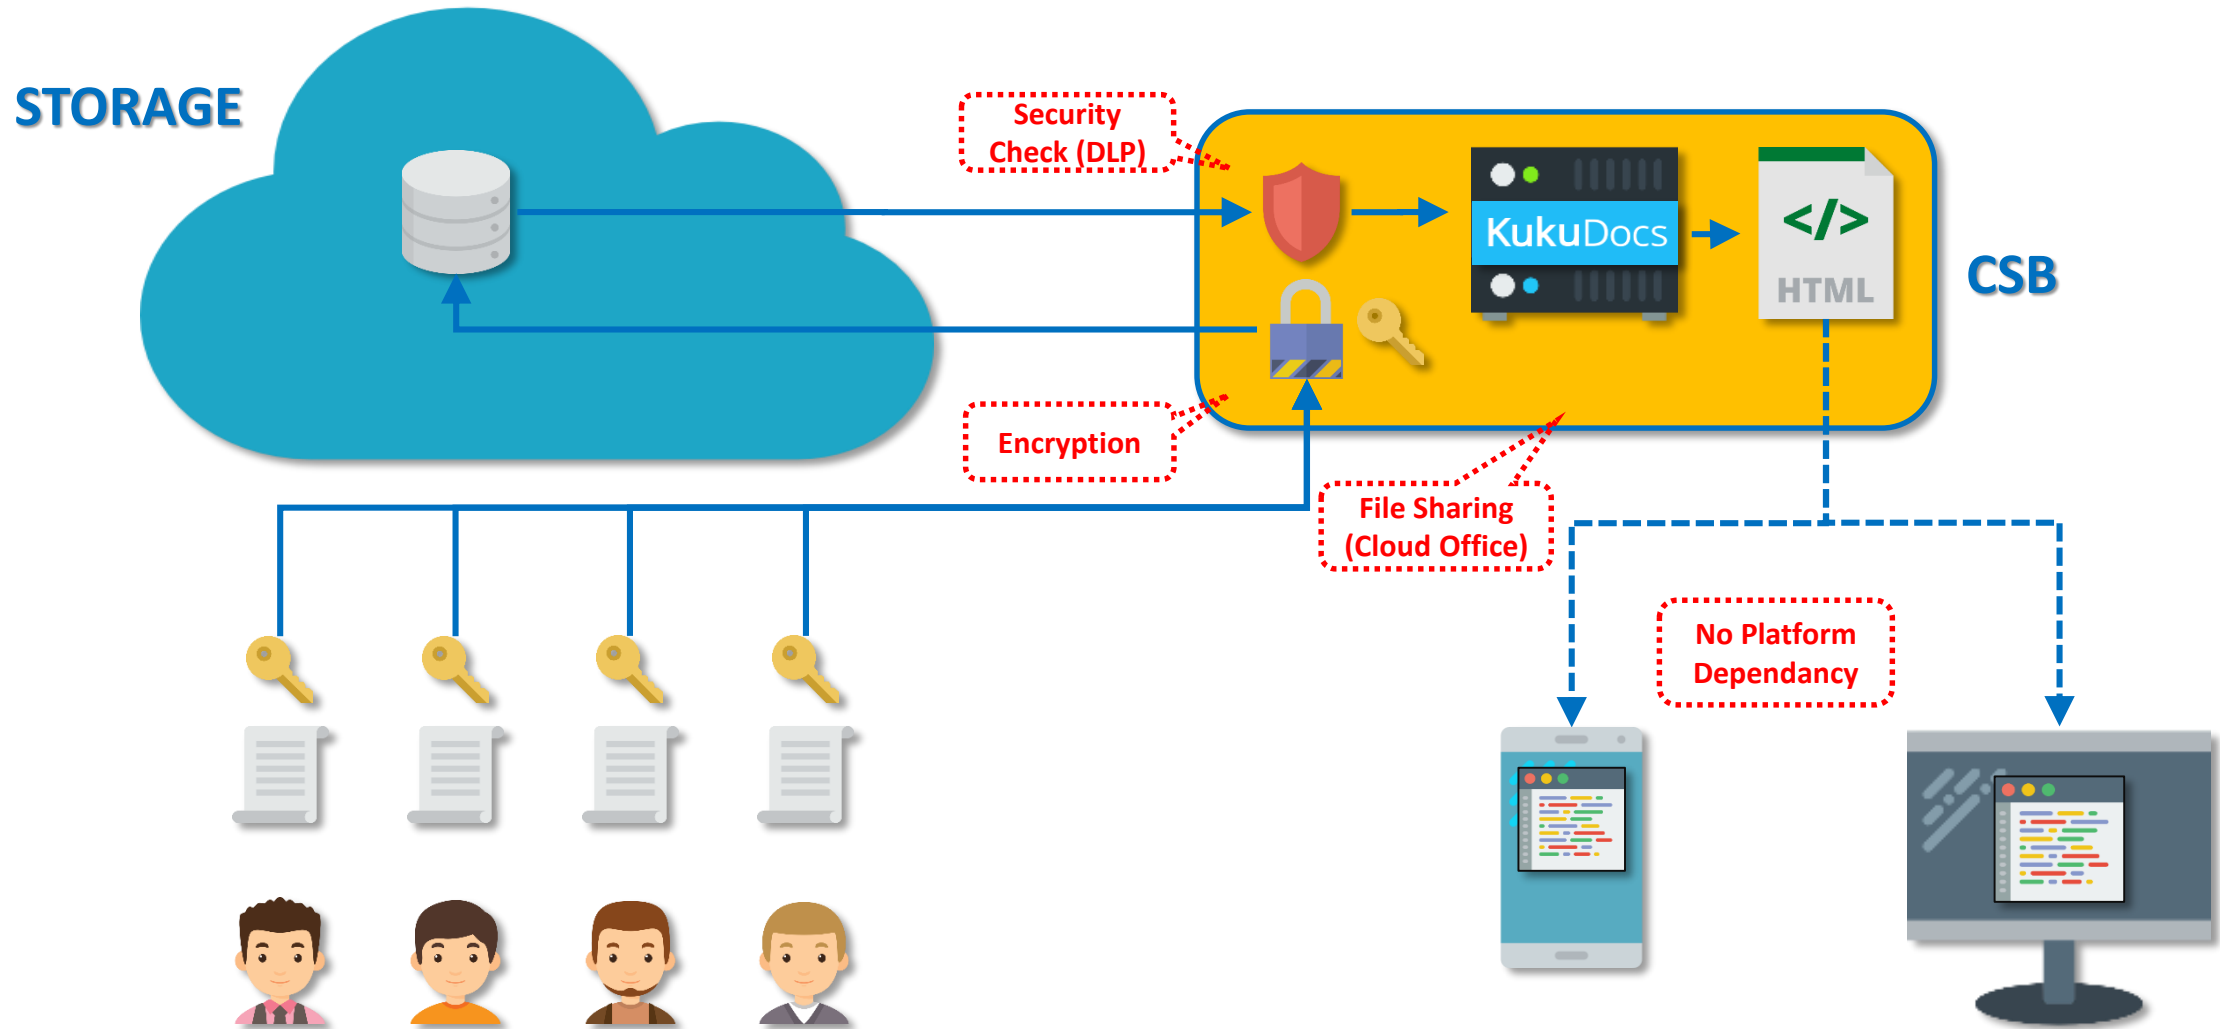 STORAGE
Security
Check (DLP)
KukuDocs
</>
HTML
CSB
Encryption
File Sharing
(Cloud Office)
No Platform
Dependancy